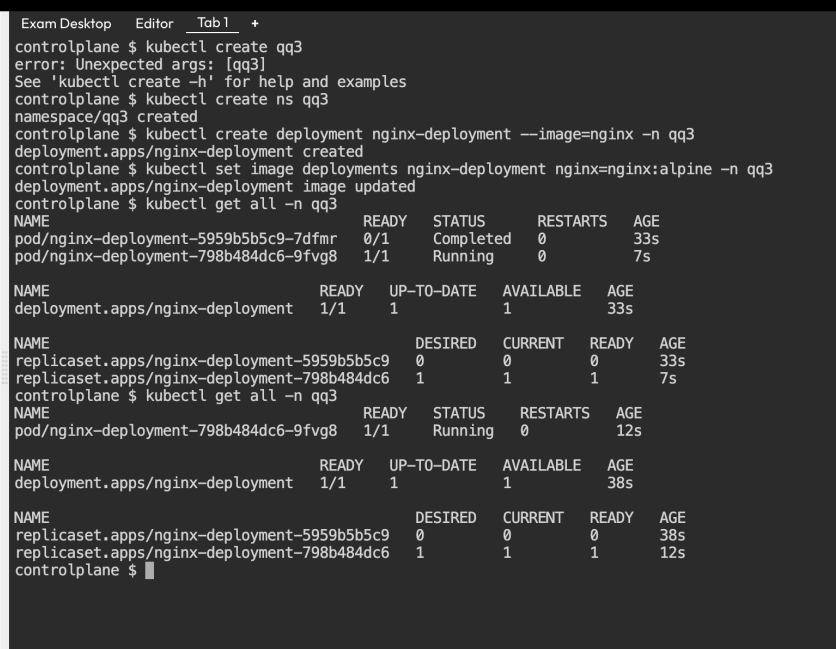 Exam Desktop Editor Tab 1 +
controlplane $ kubectl create qq3
error: Unexpected args: [qq3]
See 'kubectl create -h' for help and examples
controlplane $ kubectl create ns qq3
namespace/qq3 created
controlplane $ kubectl create deployment nginx-deployment --image=nginx -n qq3
deployment.apps/nginx-deployment created
controlplane $ kubectl set image deployments nginx-deployment nginx=nginx:alpine -n qq3
deployment.apps/nginx-deployment image updated
controlplane $ kubectl get all -n qq3
NAME READY STATUS RESTARTS AGE
pod/nginx-deployment-5959b5b5c9-7dfmr 0/1 Completed 0 33s
pod/nginx-deployment-798b484dc6-9fvg8 1/1 Running 0 7s
NAME READY UP-TO-DATE AVAILABLE AGE
deployment.apps/nginx-deployment 1/1 1 1 33s
NAME DESIRED CURRENT READY AGE
replicaset.apps/nginx-deployment-5959b5b5c9 0 0 0 33s
replicaset.apps/nginx-deployment-798b484dc6 1 1 1 7s
controlplane $ kubectl get all -n qq3
NAME READY STATUS RESTARTS AGE
pod/nginx-deployment-798b484dc6-9fvg8 1/1 Running 0 12s
NAME READY UP-TO-DATE AVAILABLE AGE
deployment.apps/nginx-deployment 1/1 1 1 38s
NAME DESIRED CURRENT READY AGE
replicaset.apps/nginx-deployment-5959b5b5c9 0 0 0 38s
replicaset.apps/nginx-deployment-798b484dc6 1 1 1 12s
controlplane $